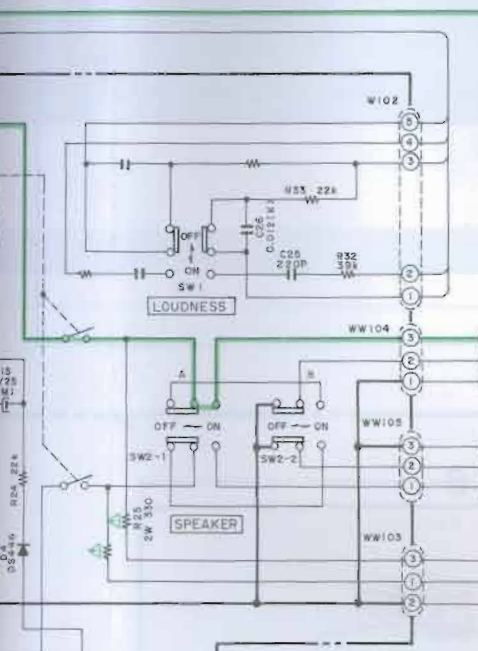 W102
5
4
3
R33 22k
C26
0.012(K)
OFF
ON
SW1
C25
220P
R32
39k
2
1
LOUDNESS
WW104
3
2
1
A
B
OFF ~ ON
OFF ~ ON
SW2-1
SW2-2
WW105
3
2
1
R24 22k
R25
2W 330
SPEAKER
WW103
3
1
2
D4
DS446